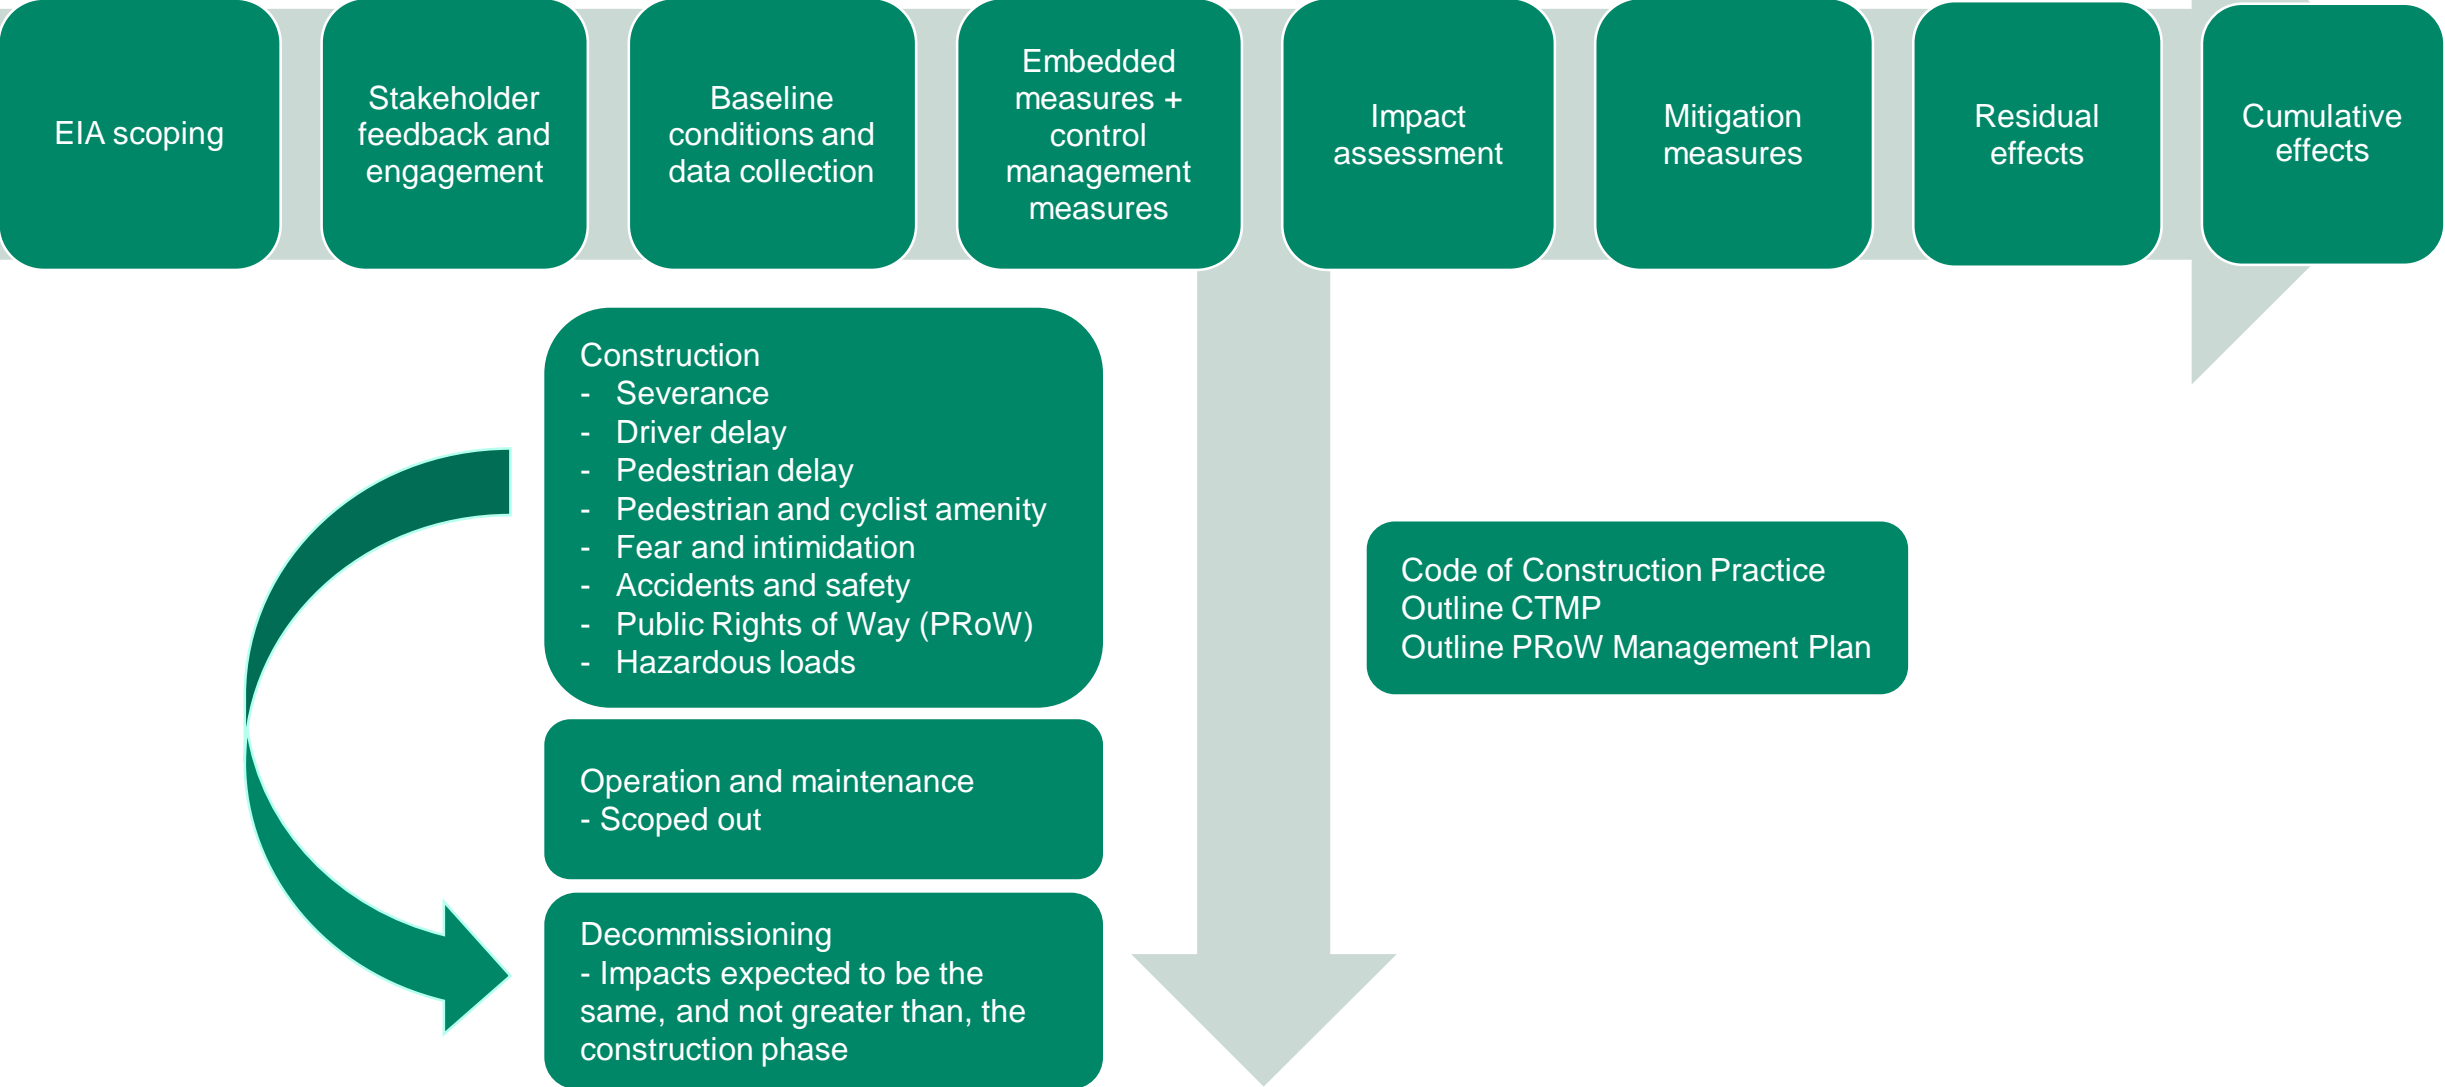 EIA scoping
Stakeholder
feedback and
engagement
Baseline
conditions and
data collection
Embedded
measures +
control
management
measures
Impact
assessment
Mitigation
measures
Residual
effects
Cumulative
effects
Construction
- Severance
- Driver delay
- Pedestrian delay
- Pedestrian and cyclist amenity
- Fear and intimidation
- Accidents and safety
- Public Rights of Way (PRoW)
- Hazardous loads
Operation and maintenance
- Scoped out
Decommissioning
- Impacts expected to be the
same, and not greater than, the
construction phase
Code of Construction Practice
Outline CTMP
Outline PRoW Management Plan